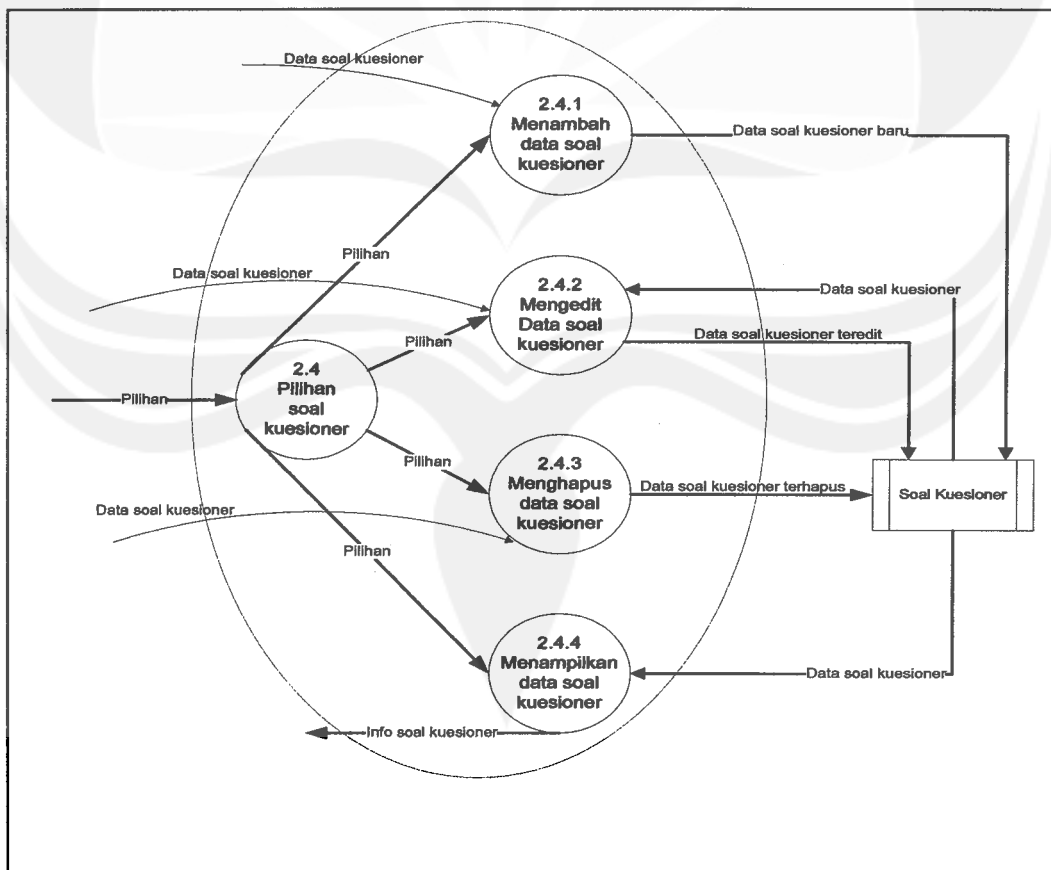 Data soal kuesioner
2.4.1
Menambah
data soal
kuesioner
Data soal kuesioner baru
Pilihan
Data soal kuesioner
2.4.2
Mengedit
Data soal
kuesioner
Data soal kuesioner
Data soal kuesioner teredit
Pilihan
Pilihan
2.4
Pilihan
soal
kuesioner
Pilihan
2.4.3
Menghapus
data soal
kuesioner
Data soal kuesioner terhapus
Soal Kuesioner
Data soal kuesioner
Pilihan
2.4.4
Menampilkan
data soal
kuesioner
Data soal kuesioner
Info soal kuesioner